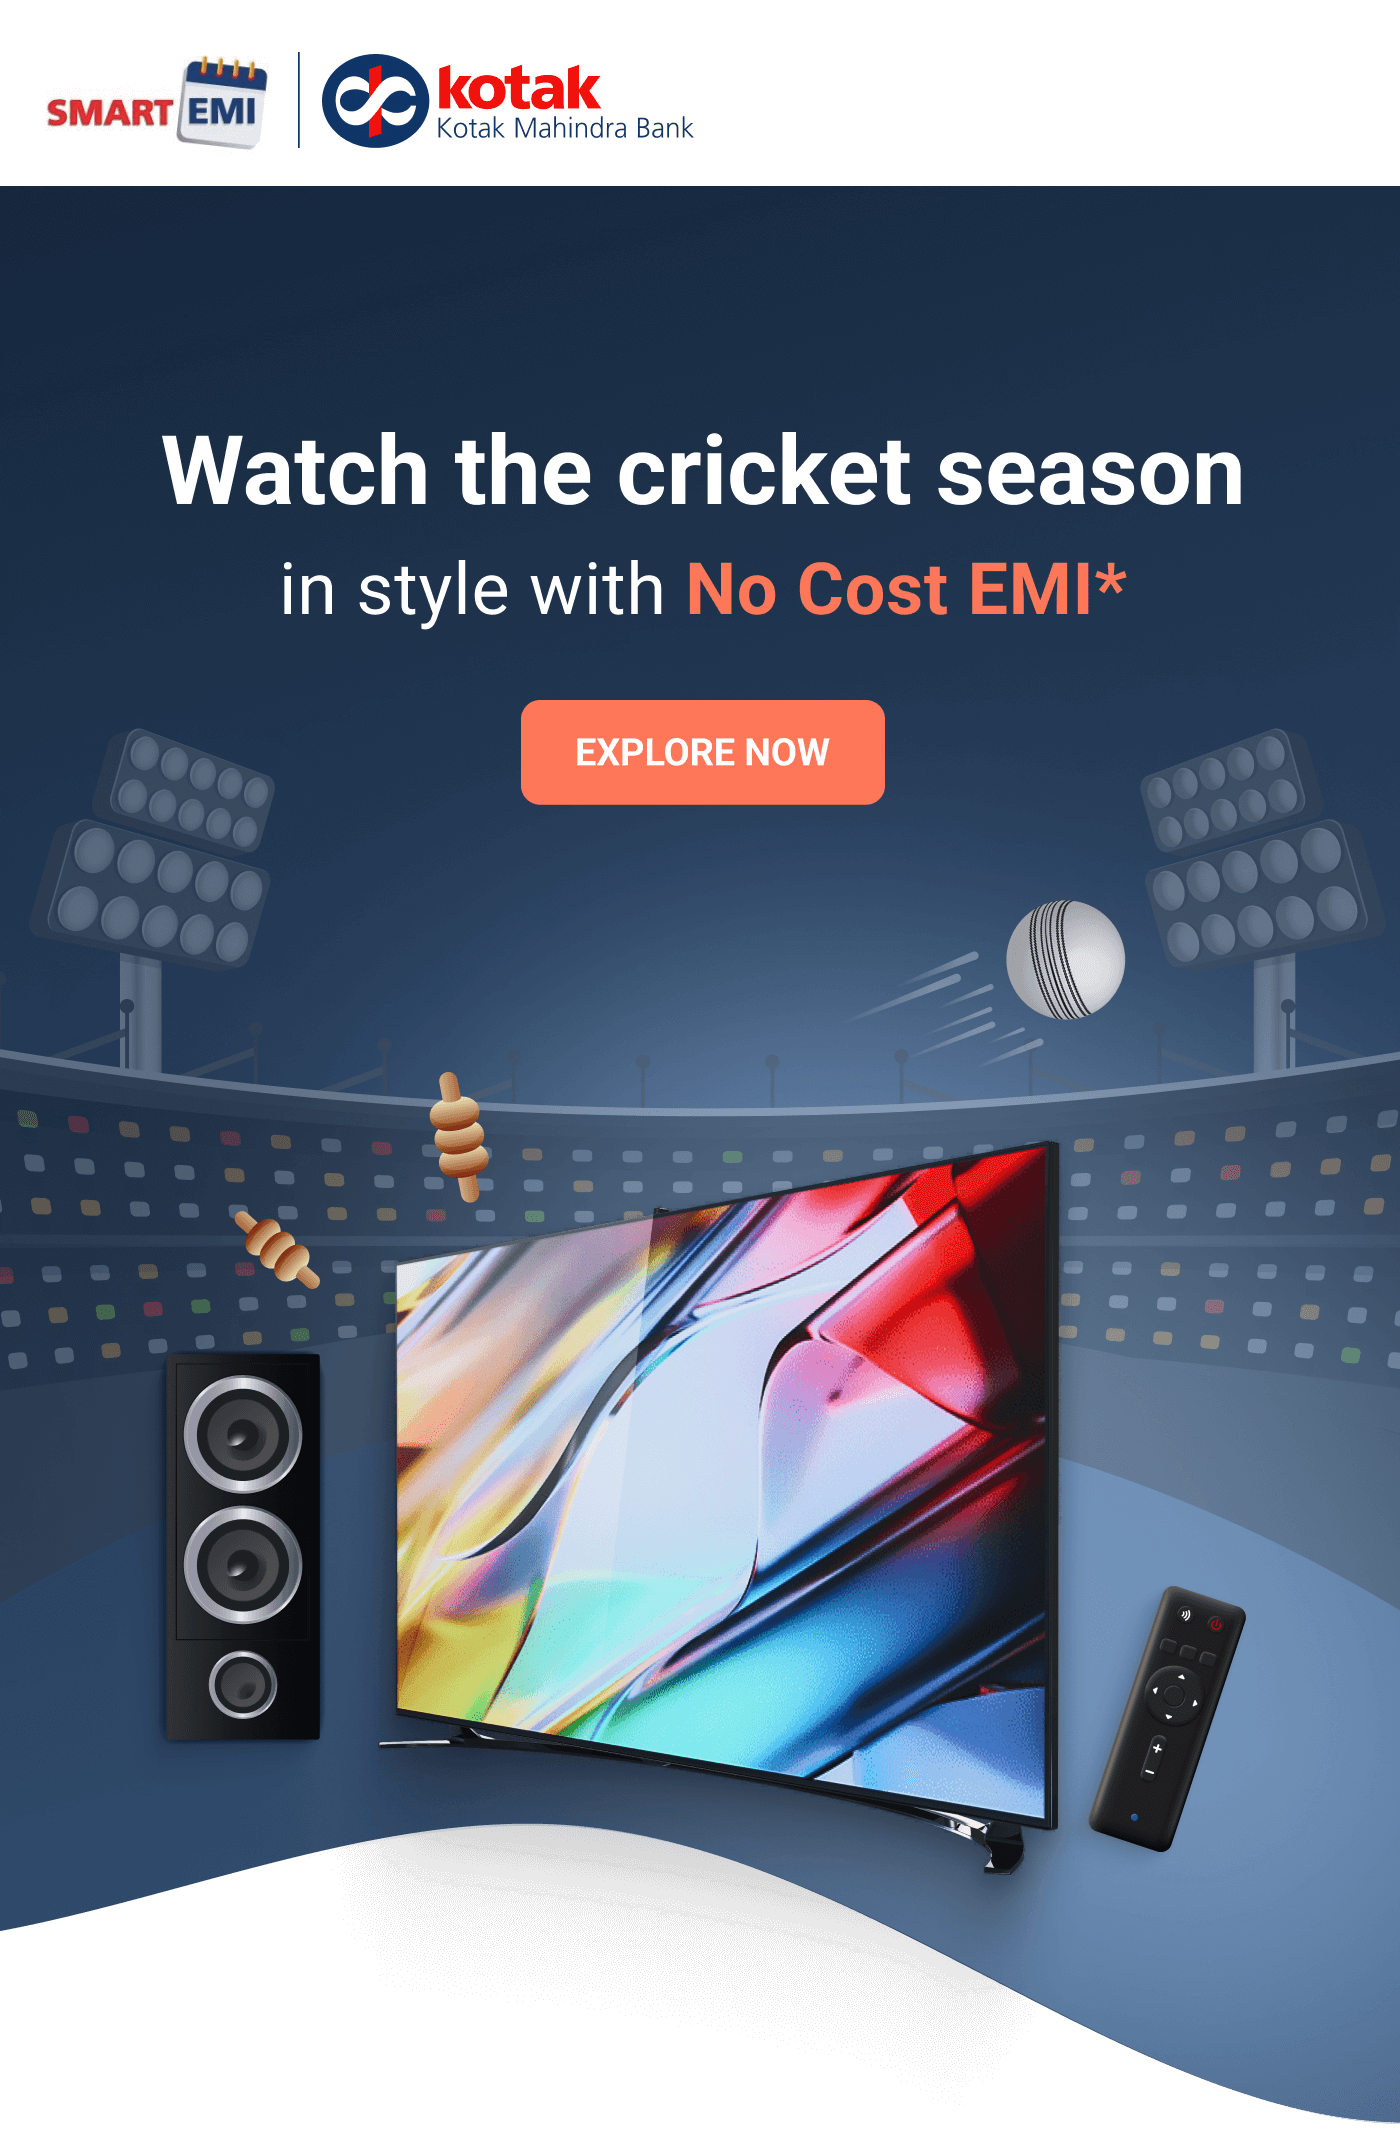 SMART EMI
kotak
Kotak Mahindra Bank
Watch the cricket season
in style with No Cost EMI*
EXPLORE NOW